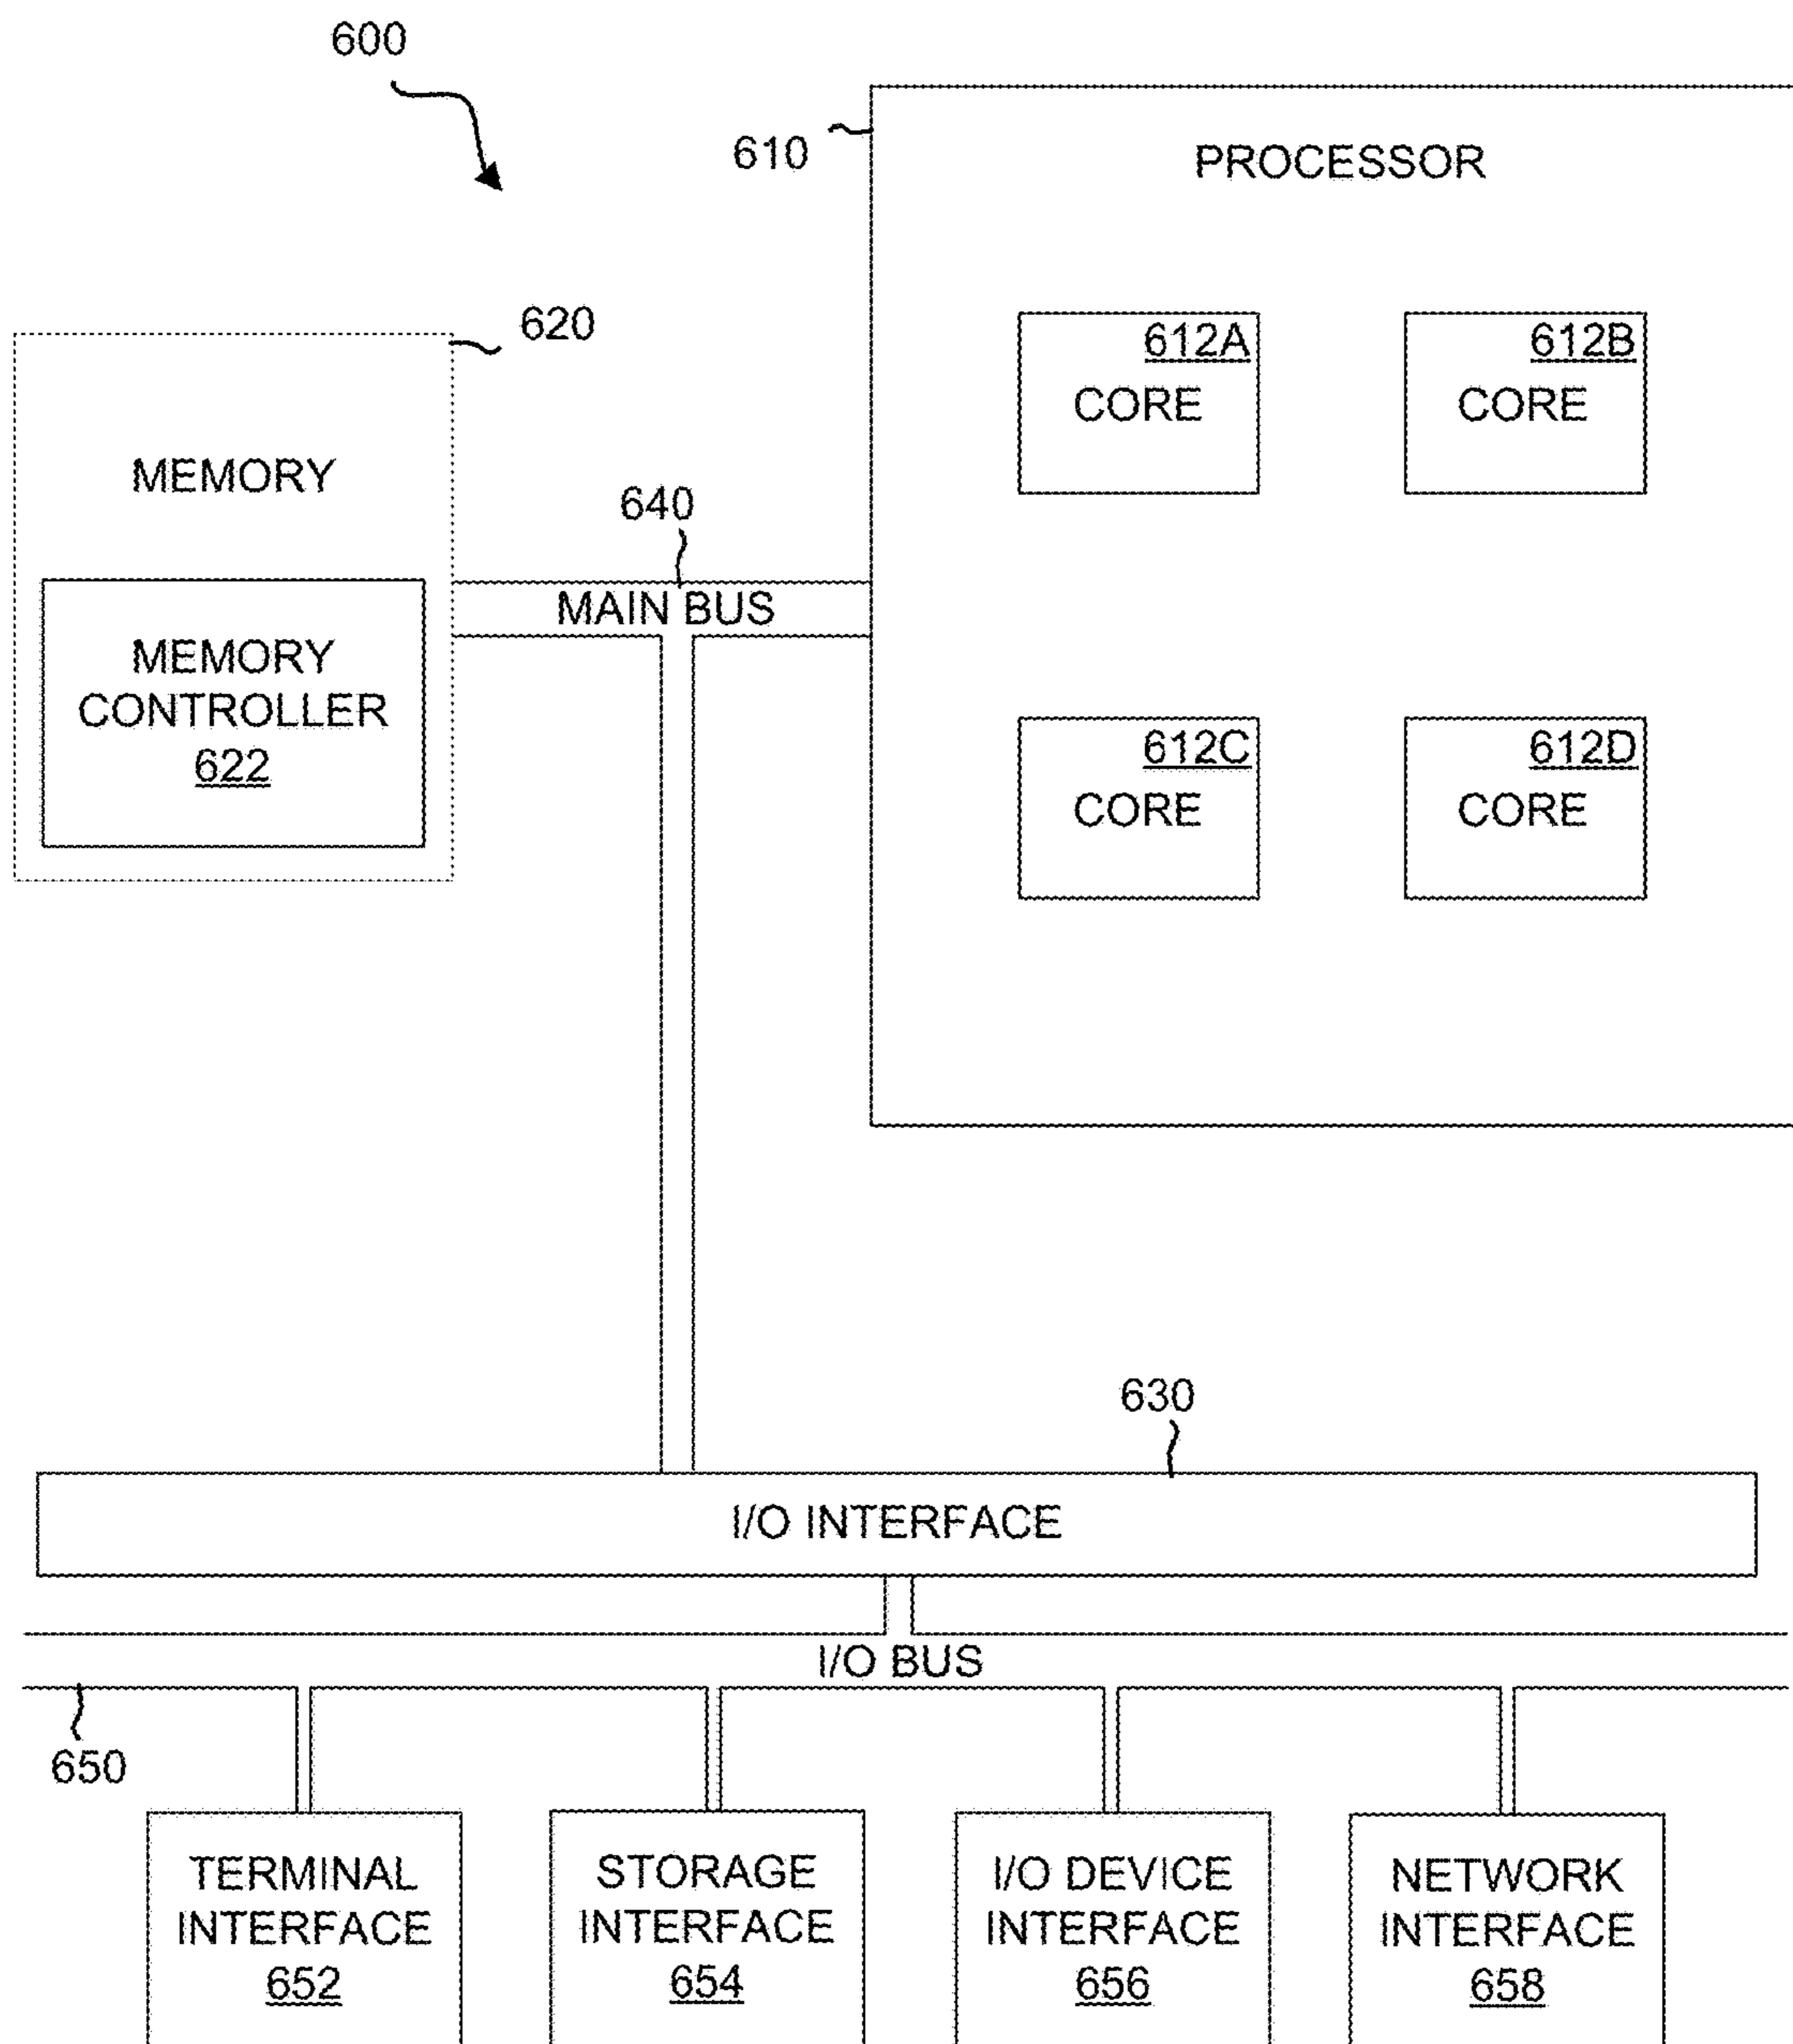 600
610
PROCESSOR
620
612A
CORE
612B
CORE
MEMORY
640
MAIN BUS
MEMORY
CONTROLLER
622
612C
CORE
612D
CORE
630
I/O INTERFACE
I/O BUS
650
TERMINAL
INTERFACE
652
STORAGE
INTERFACE
654
I/O DEVICE
INTERFACE
656
NETWORK
INTERFACE
658